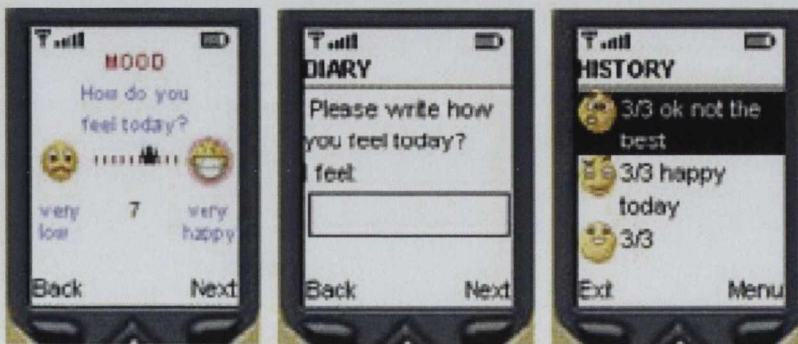 MOOD
How do you
feel today?
very low
7
very happy
Back
Next
DIARY
Please write how
you feel today?
I feel:
Back
Next
HISTORY
3/3 ok not the
best
3/3 happy
today
3/3
Exit
Menu